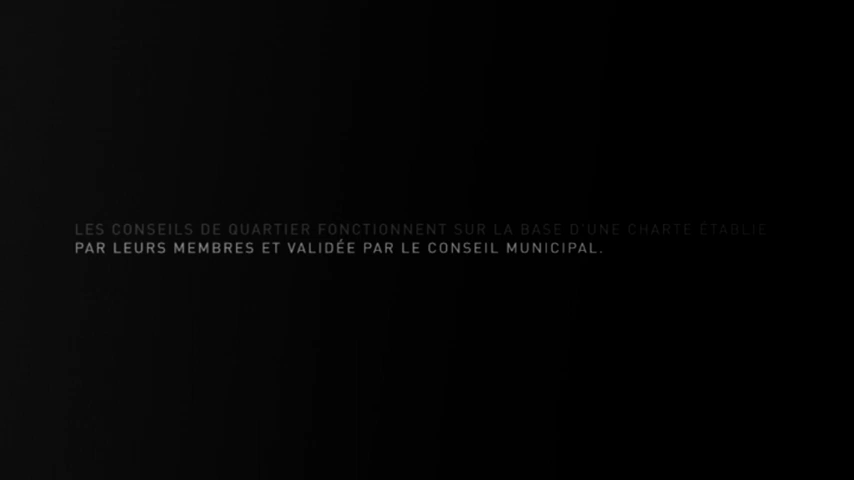 LES CONSEILS DE QUARTIER FONCTIONNENT SUR LA BASE D'UNE CHARTE ÉTABLIE
PAR LEURS MEMBRES ET VALIDÉE PAR LE CONSEIL MUNICIPAL.